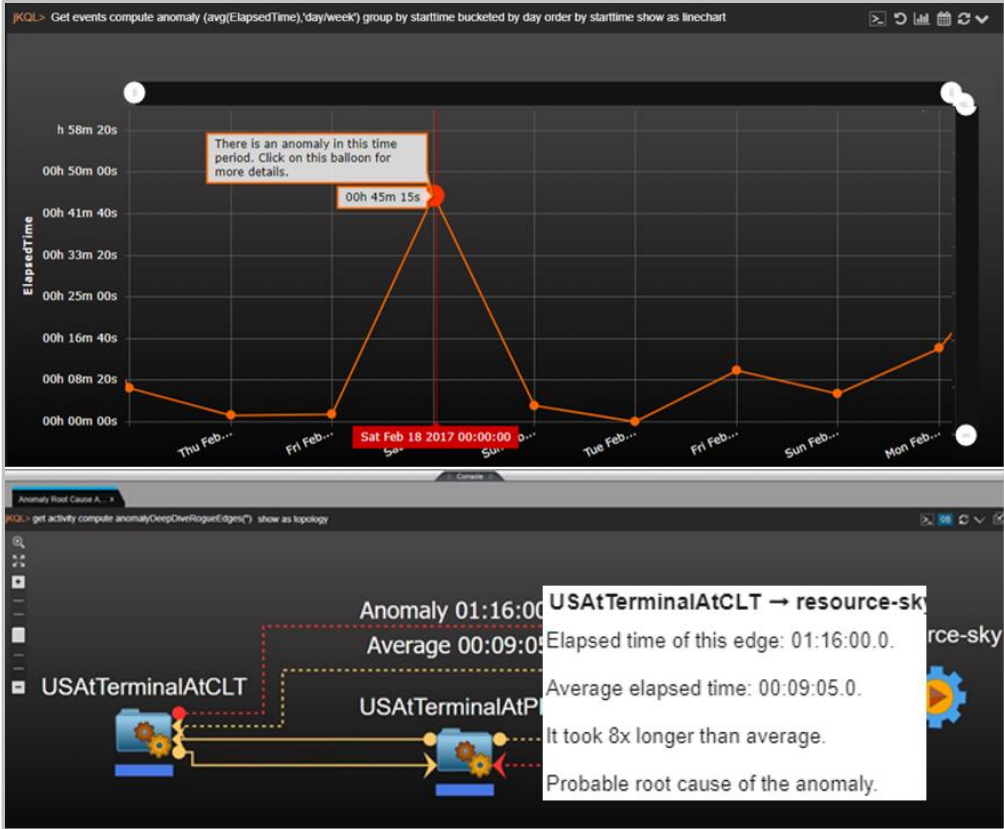 jKQL> Get events compute anomaly (avg(ElapsedTime),'day/week') group by starttime bucketed by day order by starttime show as linechart
h 58m 20s
There is an anomaly in this time
period. Click on this balloon for
more details.
00h 50m 00s
00h 45m 15s
00h 41m 40s
ElapsedTime
00h 33m 20s
00h 25m 00s
00h 16m 40s
00h 08m 20s
00h 00m 00s
Thu Feb...
Fri Feb...
Sat Feb 18 2017 00:00:00
Tue Feb...
Fri Feb...
Sun Feb...
Mon Feb...
Console
Anomaly Root Cause A... x
jKQL> get activity compute anomalyDeepDiveRogueEdges('') show as topology
Anomaly 01:16:00
USAtTerminalAtCLT → resource-sky
Average 00:09:05
Elapsed time of this edge: 01:16:00.0.
rce-sky
USAtTerminalAtCLT
Average elapsed time: 00:09:05.0.
USAtTerminalAtP
It took 8x longer than average.
Probable root cause of the anomaly.